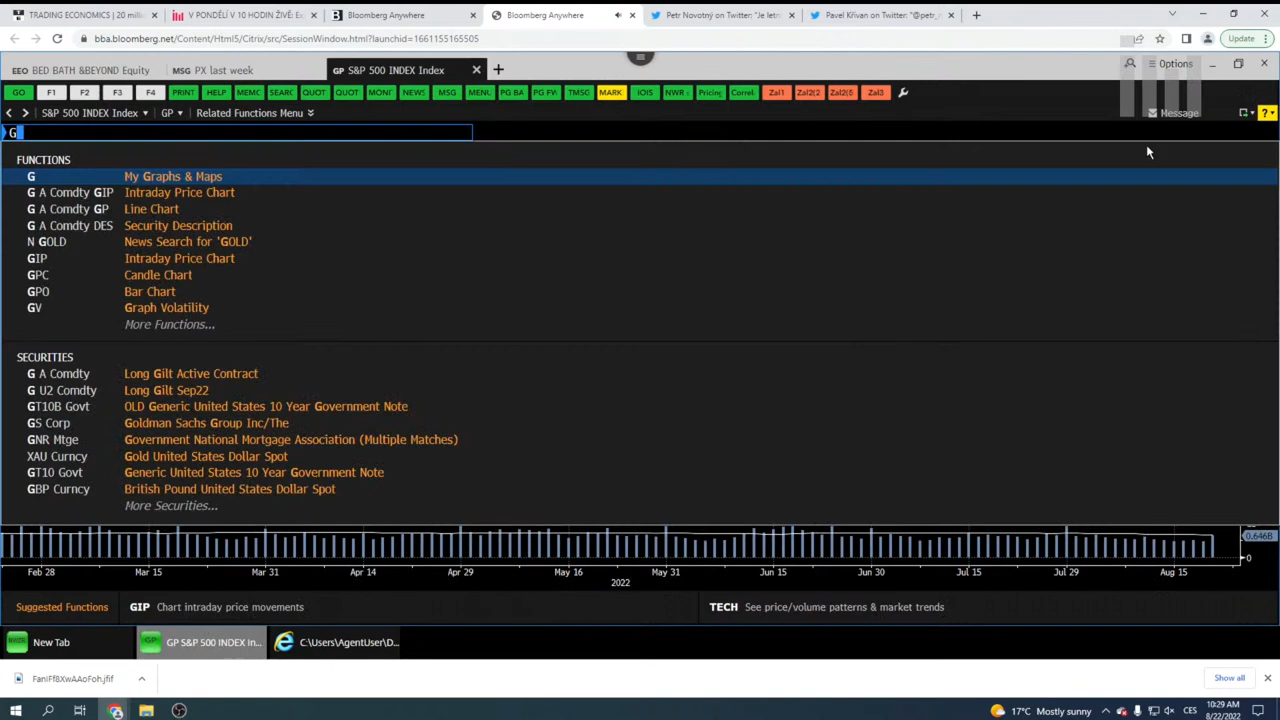 TRADING ECONOMICS | 20 millio
V PONDĚLÍ V 10 HODIN ŽIVĚ: E
Bloomberg Anywhere
Bloomberg Anywhere
Petr Novotný on Twitter: "Je letn
Pavel Křivan on Twitter: "@petr_
bba.bloomberg.net/Content/Html5/Citrix/src/SessionWindow.html?launchid=1661155165505
Update
EEO BED BATH &BEYOND Equity
MSG PX last week
GP S&P 500 INDEX Index
Options
GO F1 F2 F3 F4 PRINT HELP MEMC SEARC QUOT QUOT MONI NEWS MSG MENU PG BA PG FW TMSG MARK IOIS NWR s Pricing Correla Zal1 Zal2(2 Zal2(5 Zal3
S&P 500 INDEX Index GP Related Functions Menu Message ?
G
FUNCTIONS
G My Graphs & Maps
G A Comdty GIP Intraday Price Chart
G A Comdty GP Line Chart
G A Comdty DES Security Description
N GOLD News Search for 'GOLD'
GIP Intraday Price Chart
GPC Candle Chart
GPO Bar Chart
GV Graph Volatility
More Functions...
SECURITIES
G A Comdty Long Gilt Active Contract
G U2 Comdty Long Gilt Sep22
GT10B Govt OLD Generic United States 10 Year Government Note
GS Corp Goldman Sachs Group Inc/The
GNR Mtge Government National Mortgage Association (Multiple Matches)
XAU Curncy Gold United States Dollar Spot
GT10 Govt Generic United States 10 Year Government Note
GBP Curncy British Pound United States Dollar Spot
More Securities...
0.646B
0
Feb 28 Mar 15 Mar 31 Apr 14 Apr 29 May 16 May 31 Jun 15 Jun 30 Jul 15 Jul 29 Aug 15
2022
Suggested Functions GIP Chart intraday price movements TECH See price/volume patterns & market trends
New Tab
GP S&P 500 INDEX In...
C:\Users\AgentUser\D...
FanIFf8XwAAoFoh.jfif
Show all
17°C Mostly sunny
CES
10:29 AM
8/22/2022